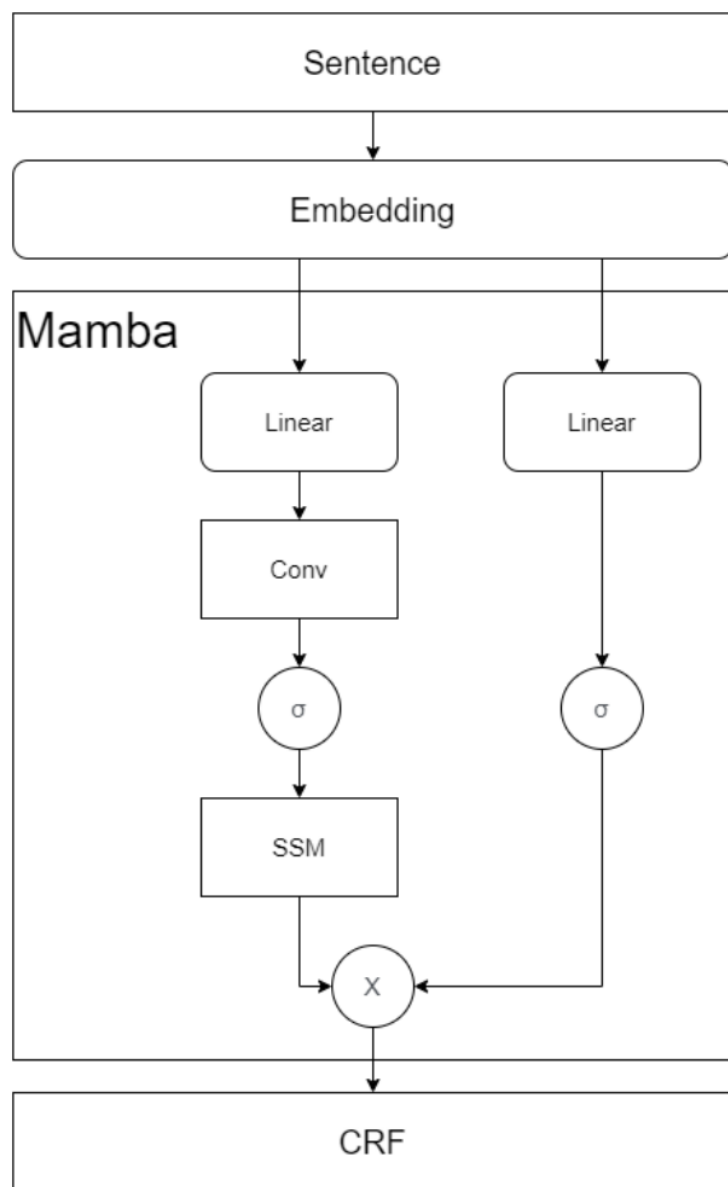 Sentence
Embedding
Mamba
Linear
Linear
Conv
σ
σ
SSM
X
CRF